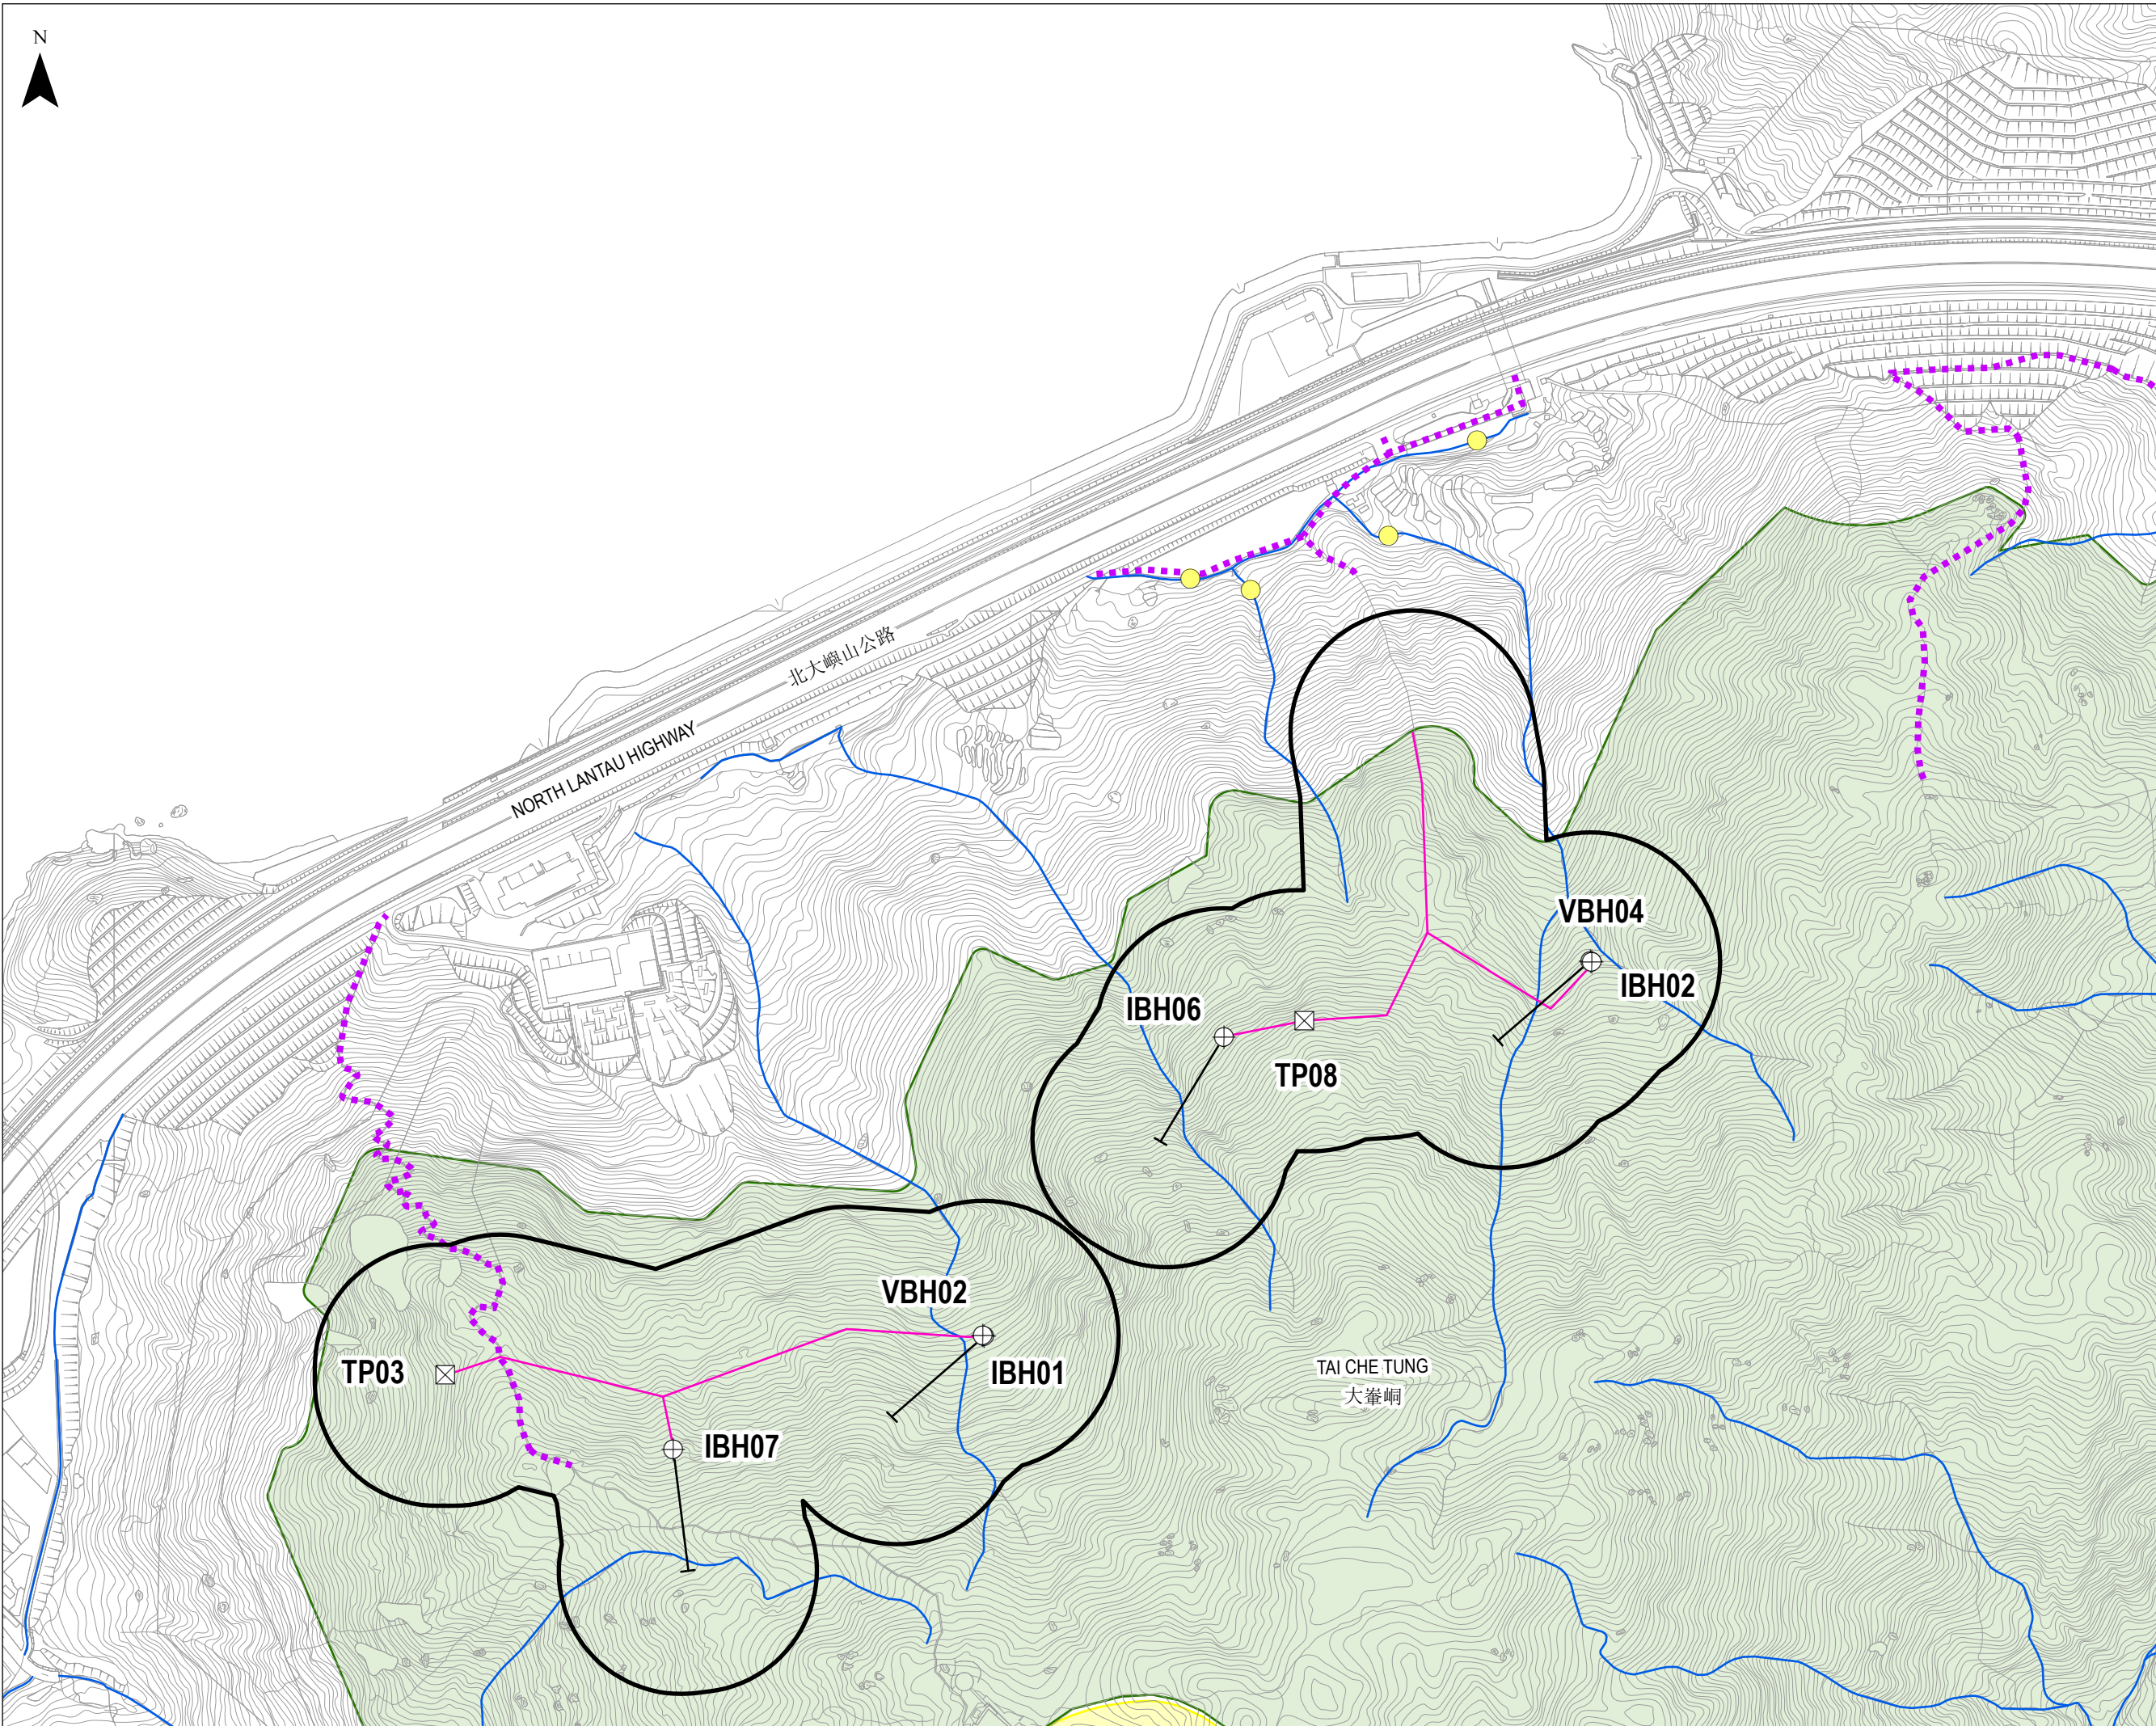 N
北大嶼山公路
NORTH LANTAU HIGHWAY
VBH04
IBH02
IBH06
TP08
VBH02
TP03
IBH01
IBH07
TAI CHE TUNG
大輋峒